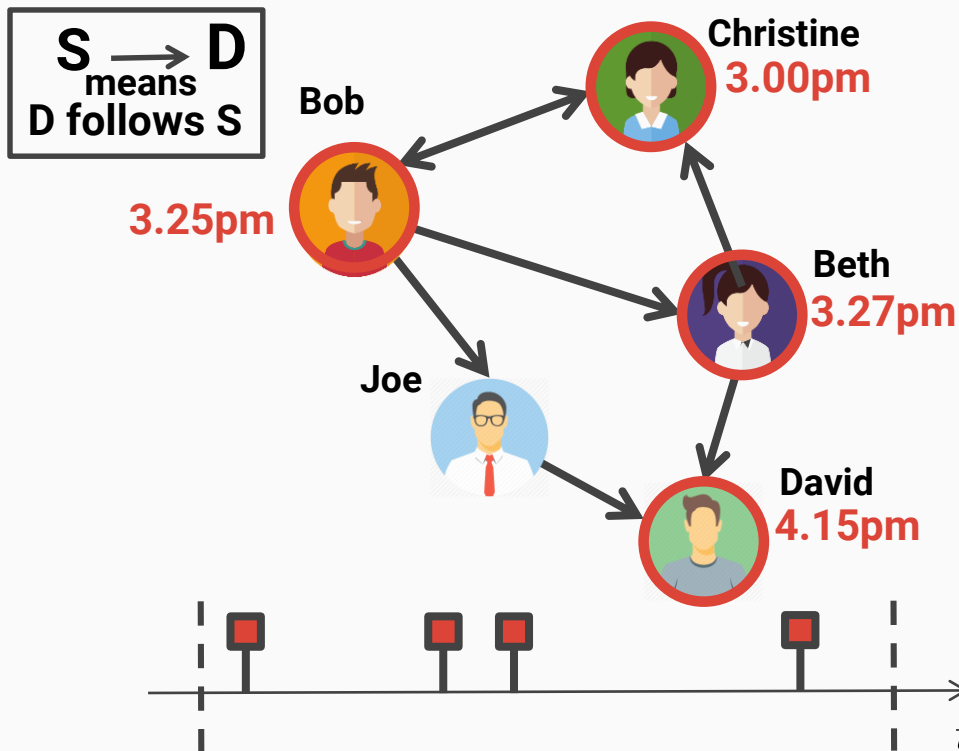 S → D
means
D follows S
Christine
3.00pm
Bob
3.25pm
Beth
3.27pm
Joe
David
4.15pm